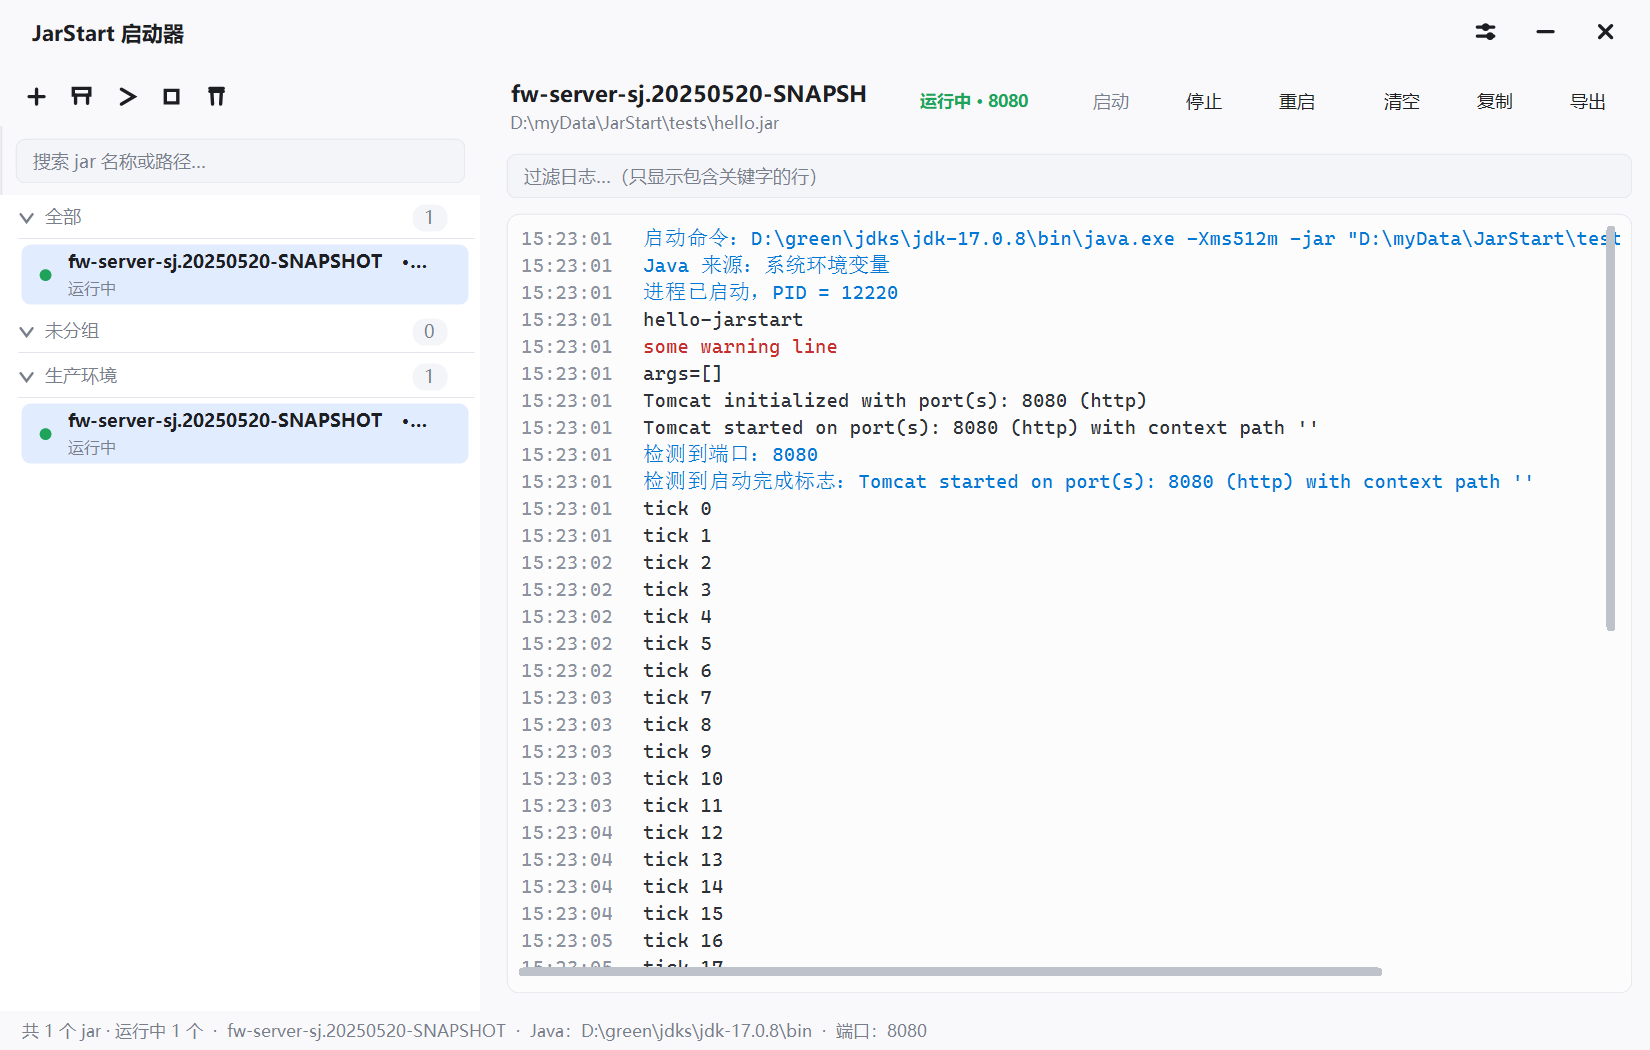 JarStart 启动器
搜索 jar 名称或路径...
全部 1
fw-server-sj.20250520-SNAPSHOT •...
运行中
未分组 0
生产环境 1
fw-server-sj.20250520-SNAPSHOT •...
运行中
fw-server-sj.20250520-SNAPSH
D:\myData\JarStart\tests\hello.jar
运行中 • 8080 启动 停止 重启 清空 复制 导出
过滤日志...（只显示包含关键字的行）
15:23:01 启动命令：D:\green\jdks\jdk-17.0.8\bin\java.exe -Xms512m -jar "D:\myData\JarStart\test
15:23:01 Java 来源：系统环境变量
15:23:01 进程已启动，PID = 12220
15:23:01 hello-jarstart
15:23:01 some warning line
15:23:01 args=[]
15:23:01 Tomcat initialized with port(s): 8080 (http)
15:23:01 Tomcat started on port(s): 8080 (http) with context path ''
15:23:01 检测到端口：8080
15:23:01 检测到启动完成标志：Tomcat started on port(s): 8080 (http) with context path ''
15:23:01 tick 0
15:23:01 tick 1
15:23:02 tick 2
15:23:02 tick 3
15:23:02 tick 4
15:23:02 tick 5
15:23:02 tick 6
15:23:03 tick 7
15:23:03 tick 8
15:23:03 tick 9
15:23:03 tick 10
15:23:03 tick 11
15:23:04 tick 12
15:23:04 tick 13
15:23:04 tick 14
15:23:04 tick 15
15:23:05 tick 16
15:23:05 tick 17
共 1 个 jar · 运行中 1 个 · fw-server-sj.20250520-SNAPSHOT · Java：D:\green\jdks\jdk-17.0.8\bin · 端口：8080